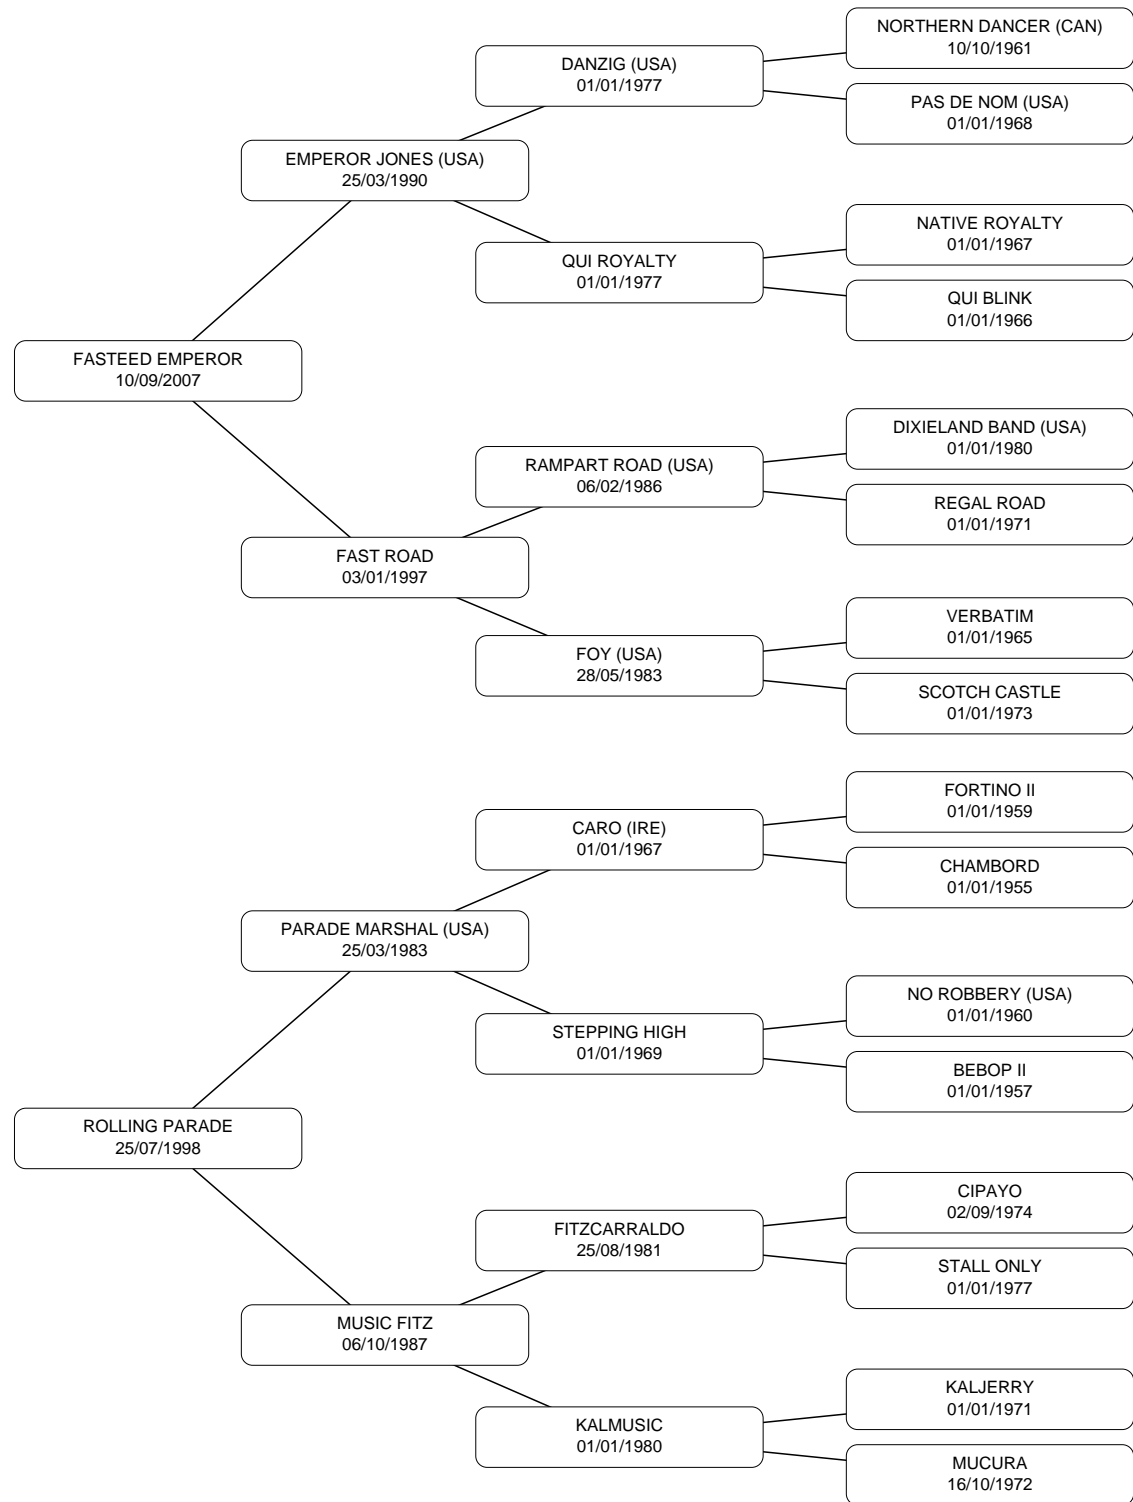 NORTHERN DANCER (CAN)
10/10/1961
DANZIG (USA)
01/01/1977
PAS DE NOM (USA)
01/01/1968
EMPEROR JONES (USA)
25/03/1990
NATIVE ROYALTY
01/01/1967
QUI ROYALTY
01/01/1977
QUI BLINK
01/01/1966
FASTEED EMPEROR
10/09/2007
DIXIELAND BAND (USA)
01/01/1980
RAMPART ROAD (USA)
06/02/1986
REGAL ROAD
01/01/1971
FAST ROAD
03/01/1997
VERBATIM
01/01/1965
FOY (USA)
28/05/1983
SCOTCH CASTLE
01/01/1973
FORTINO II
01/01/1959
CARO (IRE)
01/01/1967
CHAMBORD
01/01/1955
PARADE MARSHAL (USA)
25/03/1983
NO ROBBERY (USA)
01/01/1960
STEPPING HIGH
01/01/1969
BEBOP II
01/01/1957
ROLLING PARADE
25/07/1998
CIPAYO
02/09/1974
FITZCARRALDO
25/08/1981
STALL ONLY
01/01/1977
MUSIC FITZ
06/10/1987
KALJERRY
01/01/1971
KALMUSIC
01/01/1980
MUCURA
16/10/1972